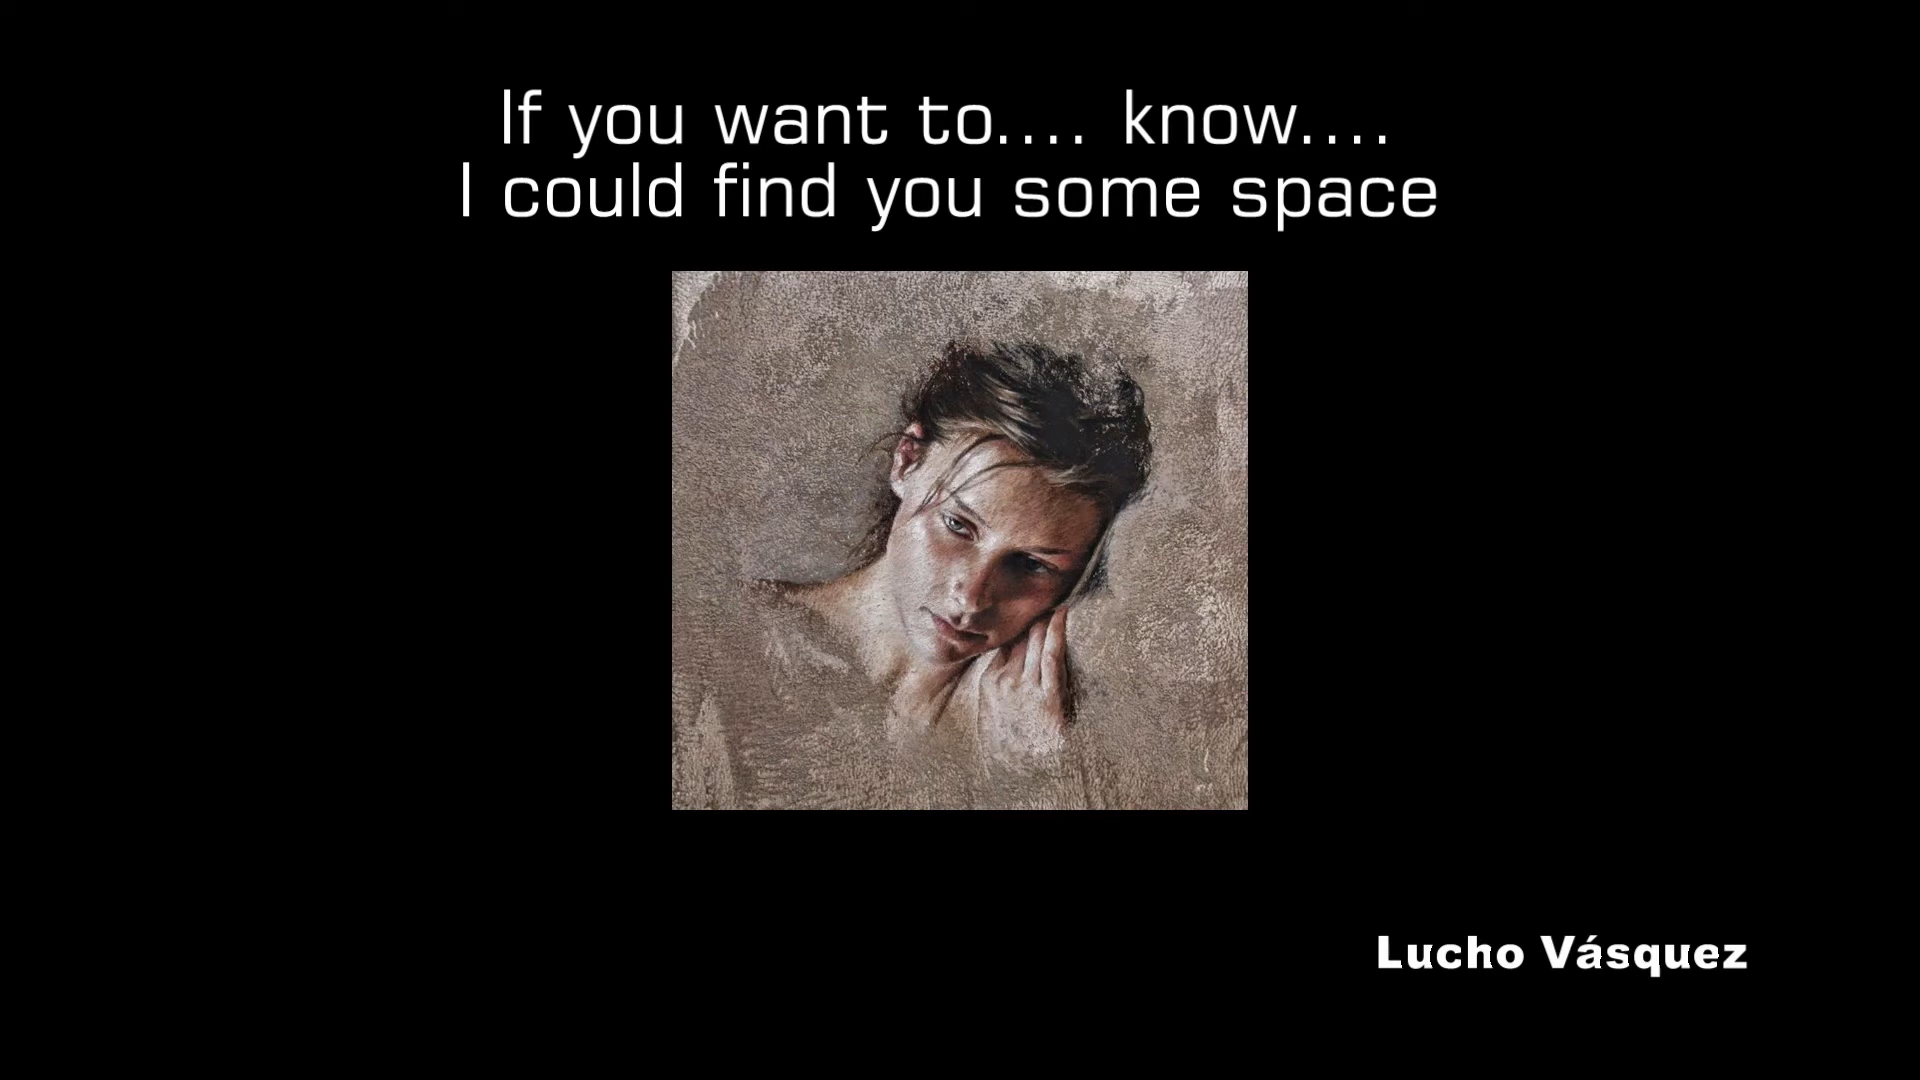 If you want to.... know....
I could find you some space
Lucho Vásquez